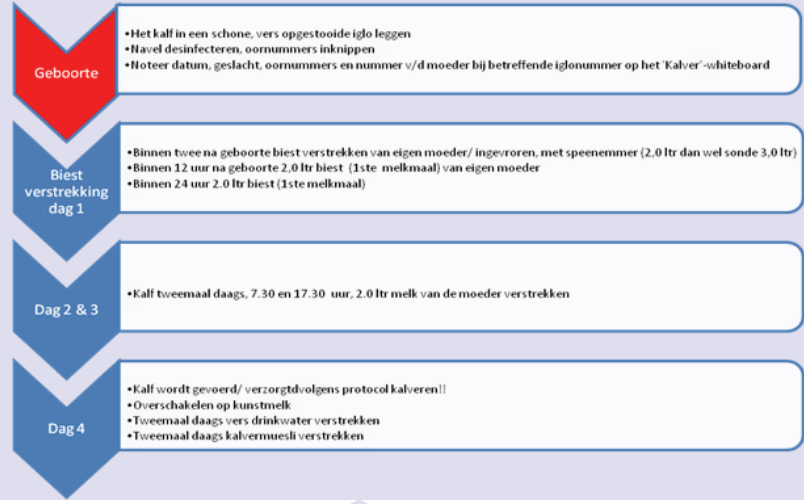 Geboorte
•Het kalf in een schone, vers opgestooide iglo leggen
•Navel desinfecteren, oornummers inknippen
•Noteer datum, geslacht, oornummers en nummer v/d moeder bij betreffende iglonummer op het 'Kalver'-whiteboard
Biest
verstrekking
dag 1
•Binnen twee na geboorte biest verstrekken van eigen moeder/ ingevroren, met speenemmer (2,0 ltr dan wel sonde 3,0 ltr)
•Binnen 12 uur na geboorte 2,0 ltr biest (1ste melkmaal) van eigen moeder
•Binnen 24 uur 2.0 ltr biest (1ste melkmaal)
Dag 2 & 3
•Kalf tweemaal daags, 7.30 en 17.30 uur, 2.0 ltr melk van de moeder verstrekken
Dag 4
•Kalf wordt gevoerd/ verzorgtdvolgens protocol kalveren!!
•Overschakelen op kunstmelk
•Tweemaal daags vers drinkwater verstrekken
•Tweemaal daags kalvermuesli verstrekken